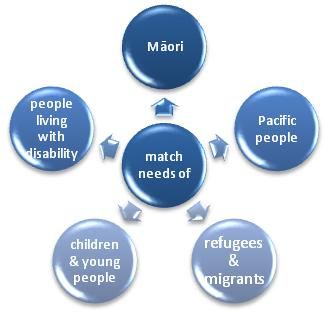 Māori
people
living
with
disability
Pacific
people
match
needs of
children
& young
people
refugees
&
migrants